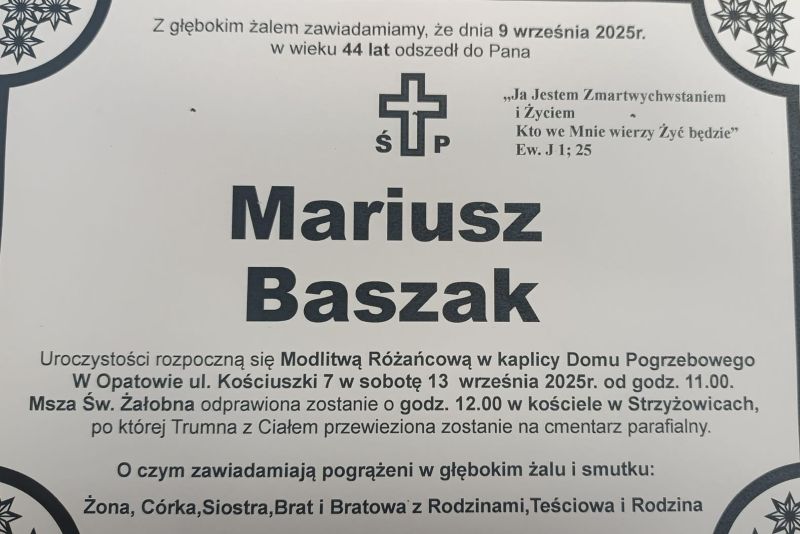 Z głębokim żalem zawiadamiamy, że dnia 9 września 2025r.
w wieku 44 lat odszedł do Pana
Ś P
„Ja Jestem Zmartwychwstaniem
i Życiem
Kto we Mnie wierzy Żyć będzie”
Ew. J 1; 25
Mariusz
Baszak
Uroczystości rozpoczną się Modlitwą Różańcową w kaplicy Domu Pogrzebowego
W Opatowie ul. Kościuszki 7 w sobotę 13 września 2025r. od godz. 11.00.
Msza Św. Żałobna odprawiona zostanie o godz. 12.00 w kościele w Strzyżowicach,
po której Trumna z Ciałem przewieziona zostanie na cmentarz parafialny.
O czym zawiadamiają pogrążeni w głębokim żalu i smutku:
Żona, Córka,Siostra,Brat i Bratowa z Rodzinami,Teściowa i Rodzina